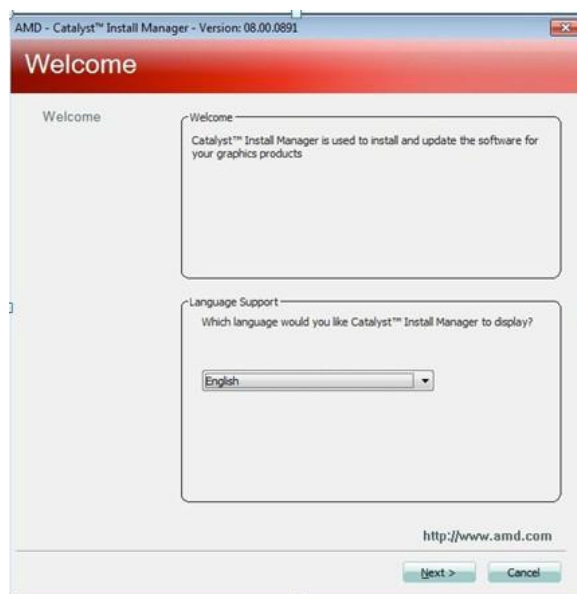 AMD - Catalyst™ Install Manager - Version: 08.00.0891
Welcome
Welcome
Welcome
Catalyst™ Install Manager is used to install and update the software for
your graphics products
Language Support
Which language would you like Catalyst™ Install Manager to display?
English
http://www.amd.com
Next >
Cancel